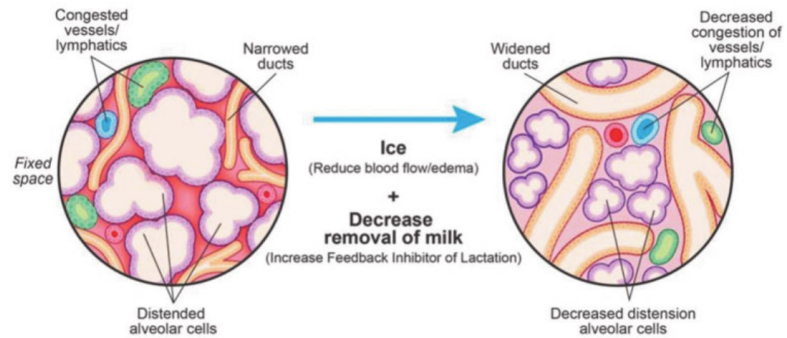 Congested
vessels/
lymphatics
Narrowed
ducts
Fixed
space
Distended
alveolar cells
Ice
(Reduce blood flow/edema)
+
Decrease
removal of milk
(Increase Feedback Inhibitor of Lactation)
Widened
ducts
Decreased
congestion of
vessels/
lymphatics
Decreased distension
alveolar cells